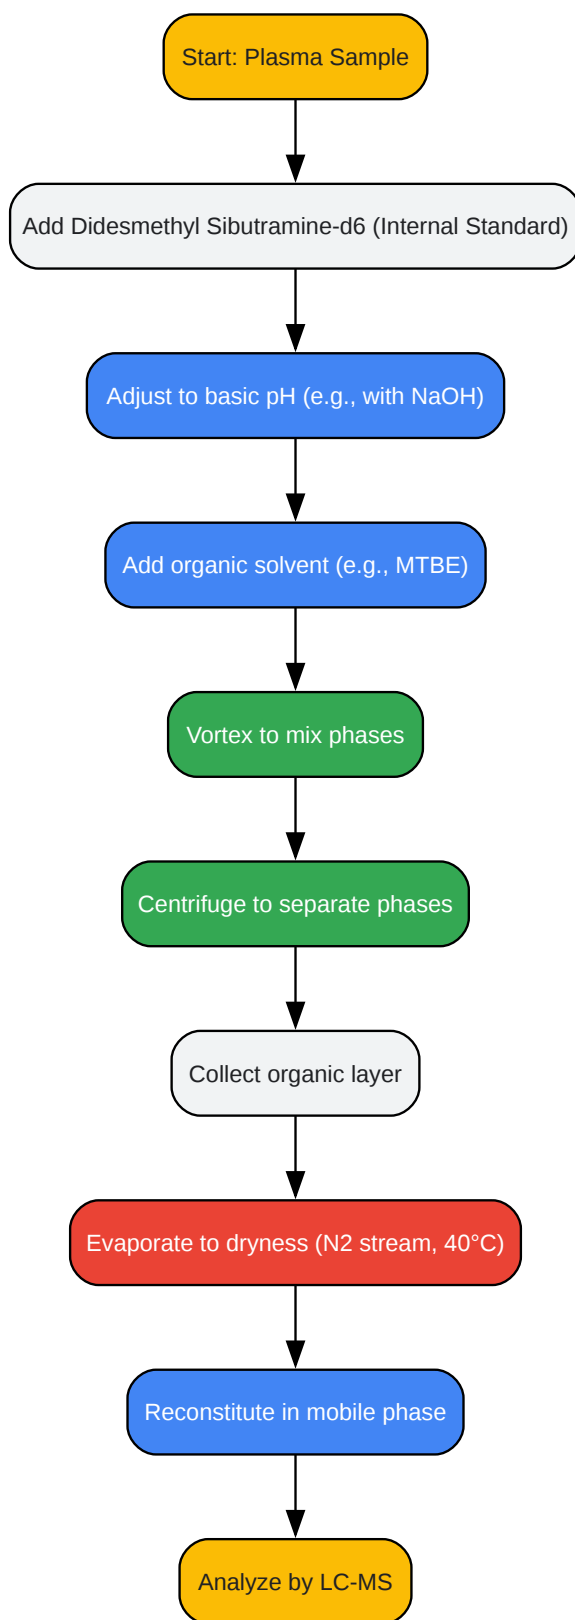 Start: Plasma Sample
Add Didesmethyl Sibutramine-d6 (Internal Standard)
Adjust to basic pH (e.g., with NaOH)
Add organic solvent (e.g., MTBE)
Vortex to mix phases
Centrifuge to separate phases
Collect organic layer
Evaporate to dryness (N2 stream, 40°C)
Reconstitute in mobile phase
Analyze by LC-MS